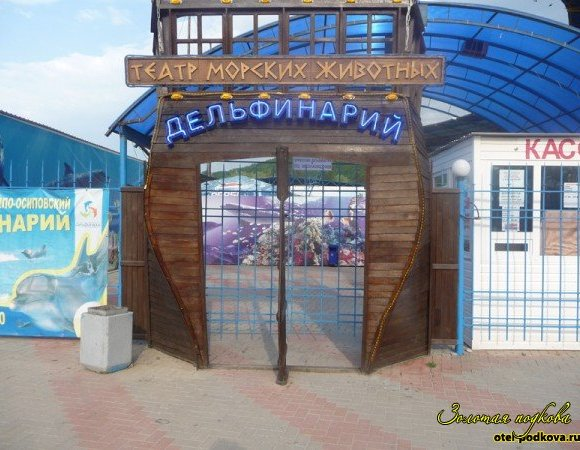 ТЕАТР МОРСКИХ ЖИВОТНЫХ
ДЕЛЬФИНАРИЙ
КАСС
ПО-ОСИПОВСКИЙ
НАРИЙ
Золотая подкова
otel-podkova.ru